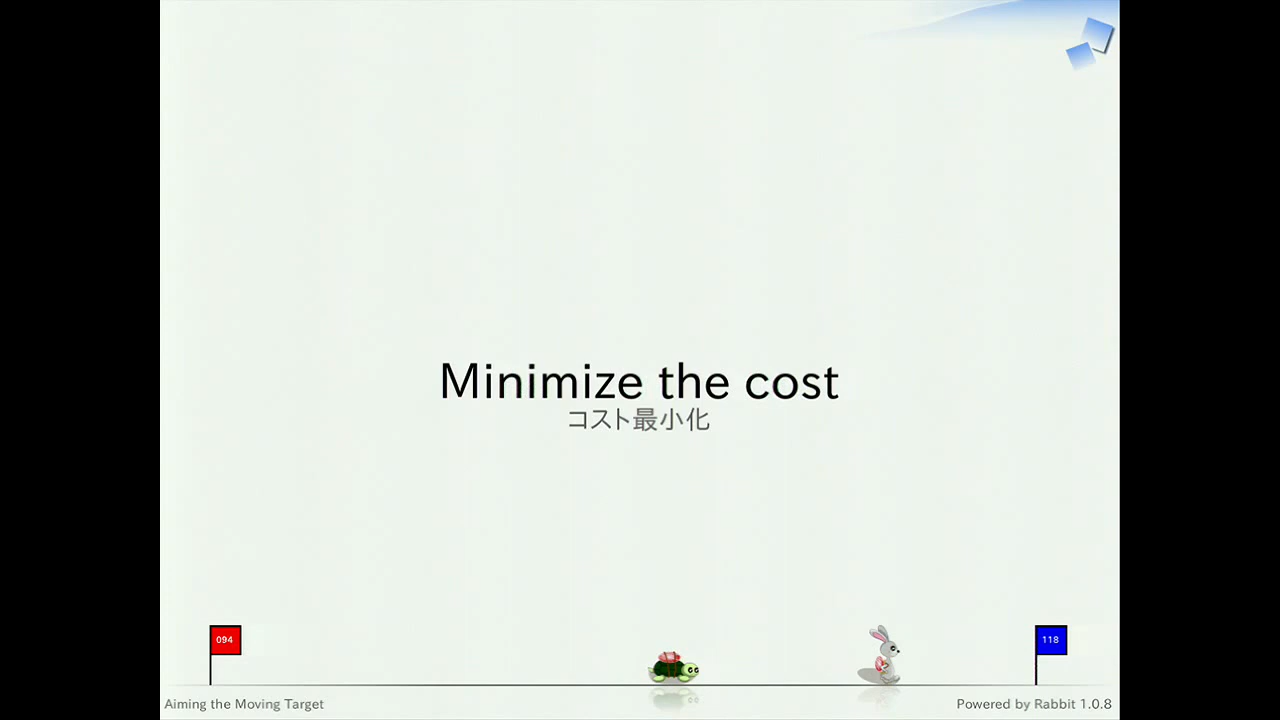 Minimize the cost
コスト最小化
094
118
Aiming the Moving Target
Powered by Rabbit 1.0.8